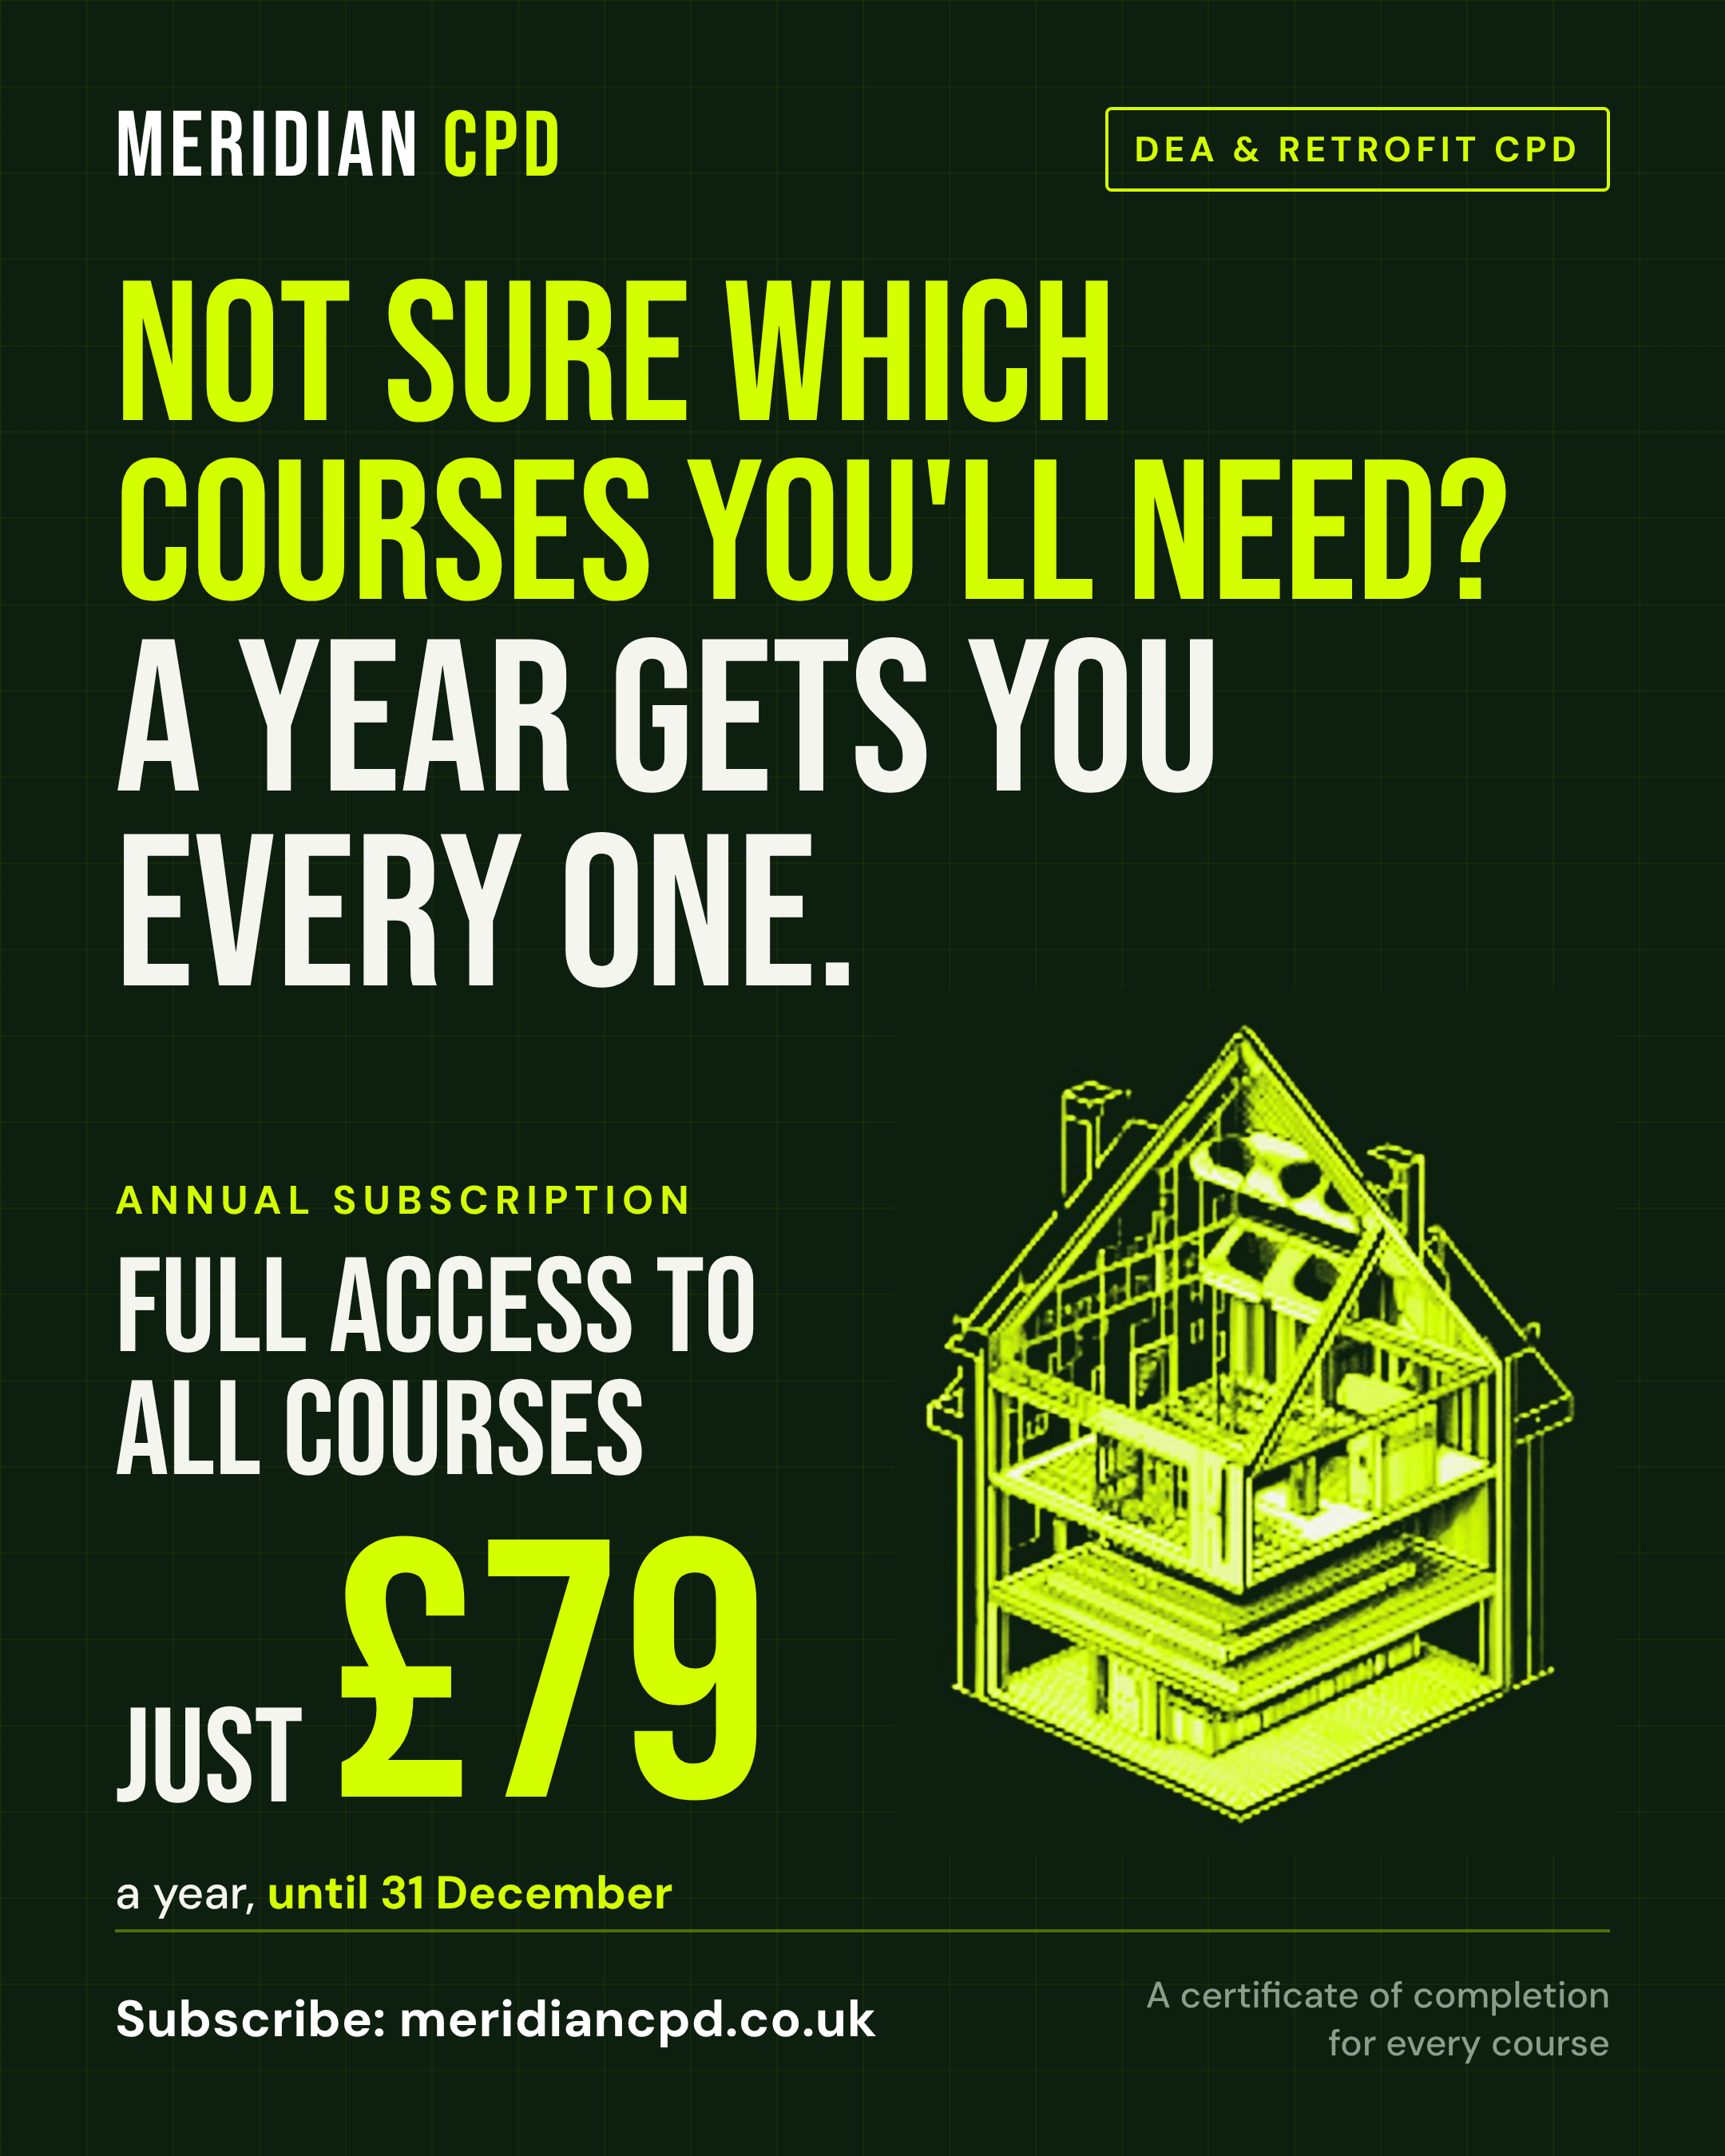 MERIDIAN CPD
DEA & RETROFIT CPD
NOT SURE WHICH
COURSES YOU'LL NEED?
A YEAR GETS YOU
EVERY ONE.
ANNUAL SUBSCRIPTION
FULL ACCESS TO
ALL COURSES
JUST £79
a year, until 31 December
Subscribe: meridiancpd.co.uk
A certificate of completion
for every course